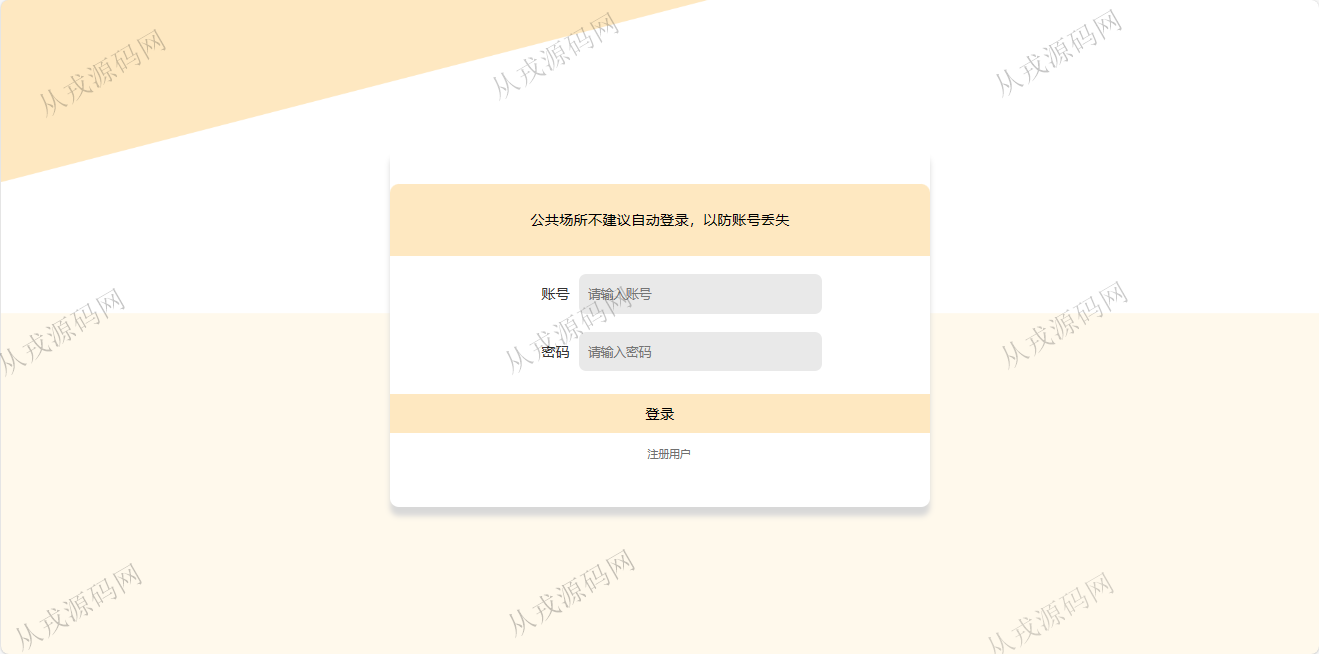 从戎源码网
从戎源码网
从戎源码网
公共场所不建议自动登录，以防账号丢失
账号
请输入账号
从戎源码网
从戎源码网
从戎源码网
密码
请输入密码
登录
注册用户
从戎源码网
从戎源码网
从戎源码网